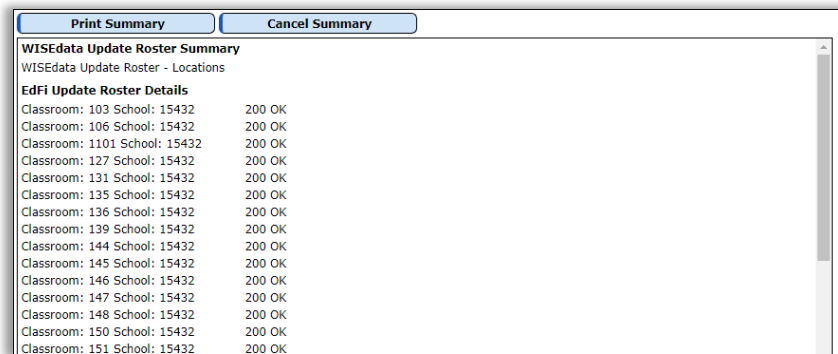 Print Summary Cancel Summary
WISEdata Update Roster Summary
WISEdata Update Roster - Locations
EdFi Update Roster Details
Classroom: 103 School: 15432 200 OK
Classroom: 106 School: 15432 200 OK
Classroom: 1101 School: 15432 200 OK
Classroom: 127 School: 15432 200 OK
Classroom: 131 School: 15432 200 OK
Classroom: 135 School: 15432 200 OK
Classroom: 136 School: 15432 200 OK
Classroom: 139 School: 15432 200 OK
Classroom: 144 School: 15432 200 OK
Classroom: 145 School: 15432 200 OK
Classroom: 146 School: 15432 200 OK
Classroom: 147 School: 15432 200 OK
Classroom: 148 School: 15432 200 OK
Classroom: 150 School: 15432 200 OK
Classroom: 151 School: 15432 200 OK